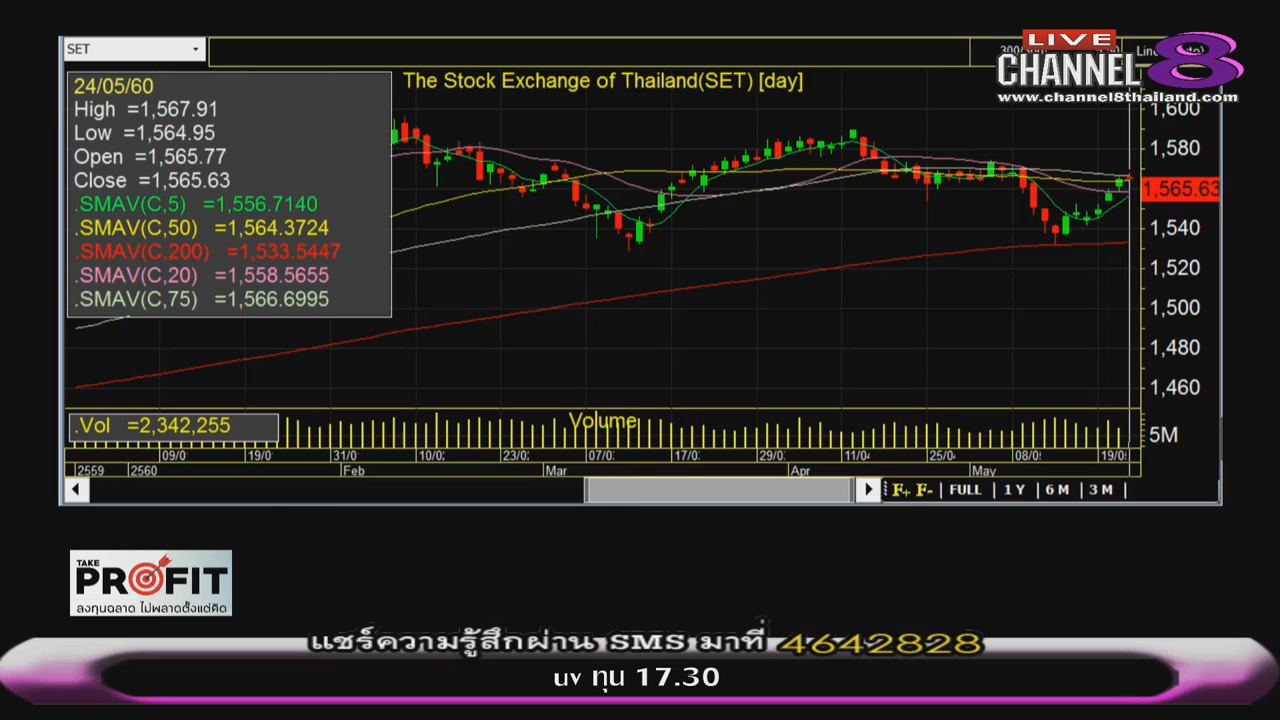 SET
LIVE
CHANNEL 8
www.channel8thailand.com
The Stock Exchange of Thailand(SET) [day]
24/05/60
High =1,567.91
Low =1,564.95
Open =1,565.77
Close =1,565.63
.SMAV(C,5) =1,556.7140
.SMAV(C,50) =1,564.3724
.SMAV(C,200) =1,533.5447
.SMAV(C,20) =1,558.5655
.SMAV(C,75) =1,566.6995
1,600
1,580
1,565.63
1,540
1,520
1,500
1,480
1,460
Volume
.Vol =2,342,255
5M
09/0 19/0 31/0 10/0 23/0 07/0 17/0 29/0 11/0 25/0 08/0 19/0
2559 2560 Feb Mar Apr May
F+ F- FULL 1 Y 6 M 3 M
TAKE
PROFIT
ลงทุนฉลาด ไม่พลาดตั้งแต่คิด
แชร์ความรู้สึกผ่าน SMS มาที่ 4642828
uv ทุน 17.30